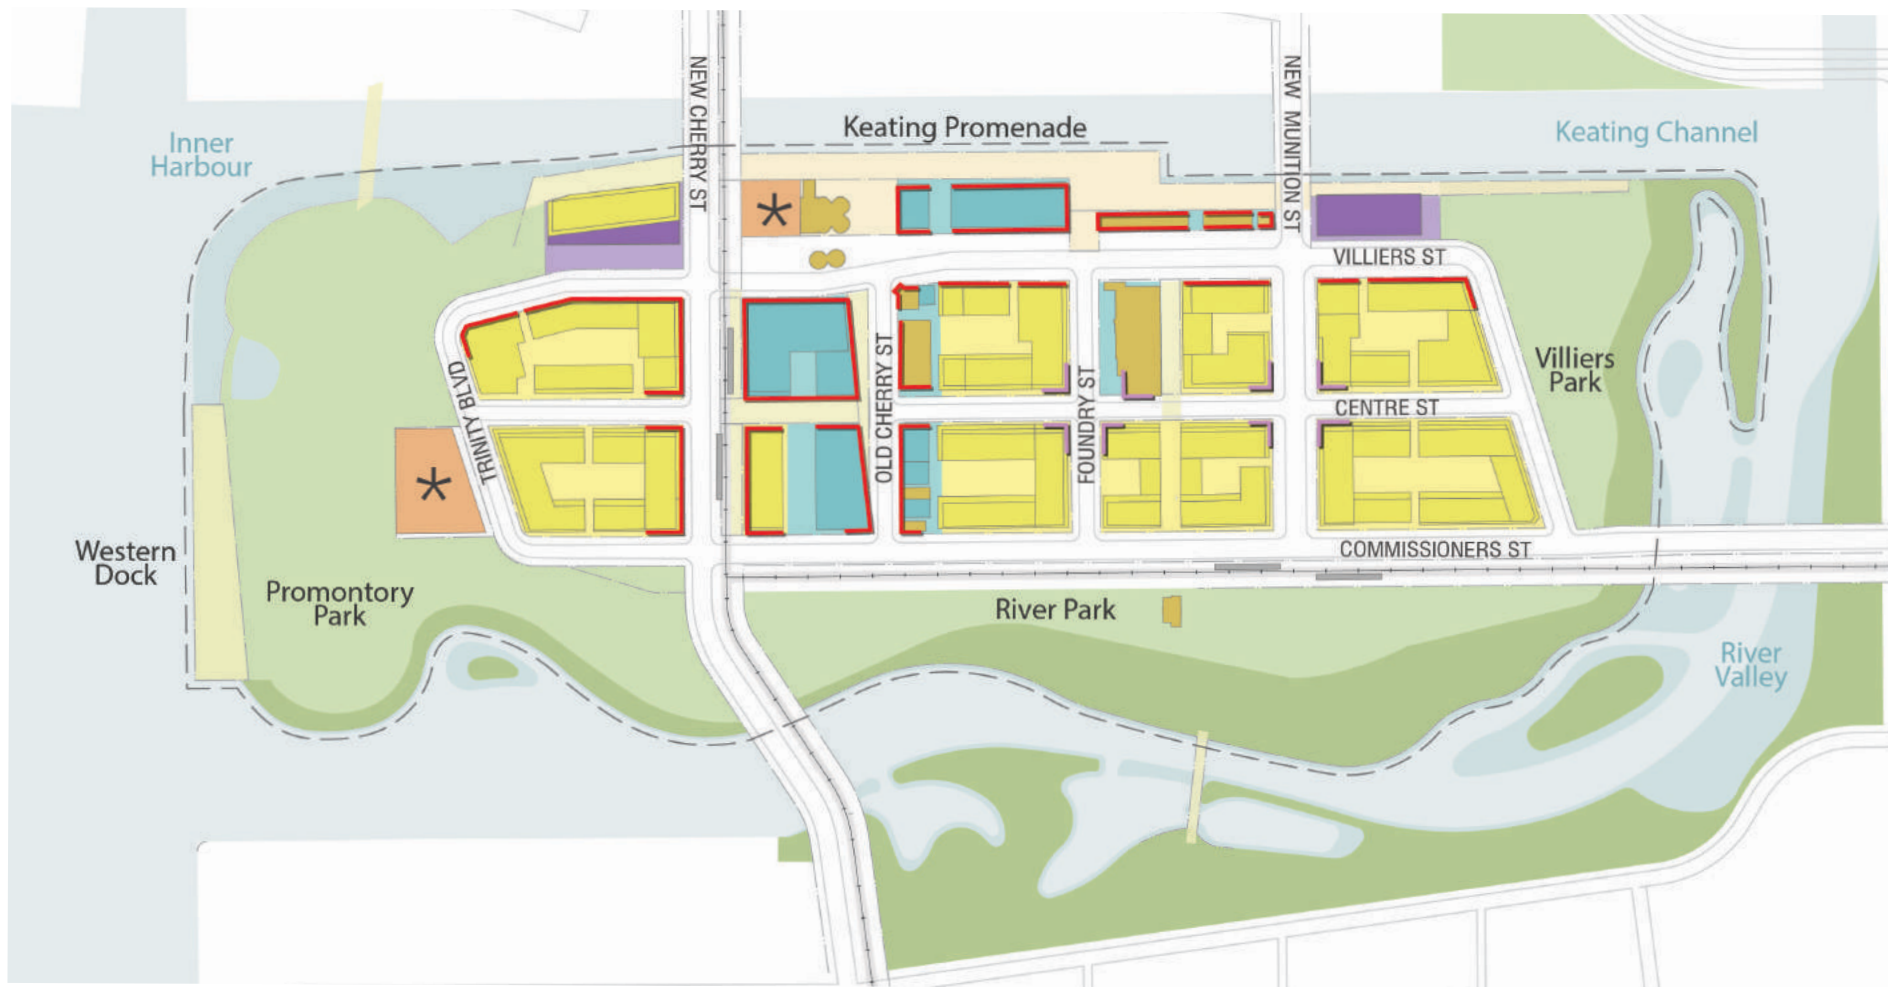 NEW CHERRY ST
NEW MUNITION ST
Keating Promenade
Keating Channel
Inner
Harbour
*
VILLIERS ST
TRINITY BLVD
OLD CHERRY ST
FOUNDRY ST
Villiers
Park
CENTRE ST
*
Western
Dock
COMMISSIONERS ST
Promontory
Park
River Park
River
Valley